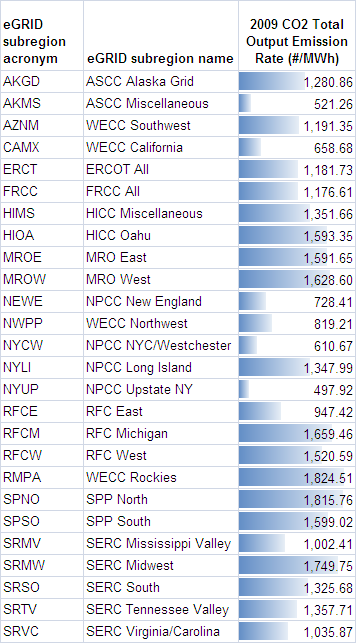 eGRID subregion acronym eGRID subregion name 2009 CO2 Total Output Emission Rate (#/MWh)
AKGD ASCC Alaska Grid 1,280.86
AKMS ASCC Miscellaneous 521.26
AZNM WECC Southwest 1,191.35
CAMX WECC California 658.68
ERCT ERCOT All 1,181.73
FRCC FRCC All 1,176.61
HIMS HICC Miscellaneous 1,351.66
HIOA HICC Oahu 1,593.35
MROE MRO East 1,591.65
MROW MRO West 1,628.60
NEWE NPCC New England 728.41
NWPP WECC Northwest 819.21
NYCW NPCC NYC/Westchester 610.67
NYLI NPCC Long Island 1,347.99
NYUP NPCC Upstate NY 497.92
RFCE RFC East 947.42
RFCM RFC Michigan 1,659.46
RFCW RFC West 1,520.59
RMPA WECC Rockies 1,824.51
SPNO SPP North 1,815.76
SPSO SPP South 1,599.02
SRMV SERC Mississippi Valley 1,002.41
SRMW SERC Midwest 1,749.75
SRSO SERC South 1,325.68
SRTV SERC Tennessee Valley 1,357.71
SRVC SERC Virginia/Carolina 1,035.87